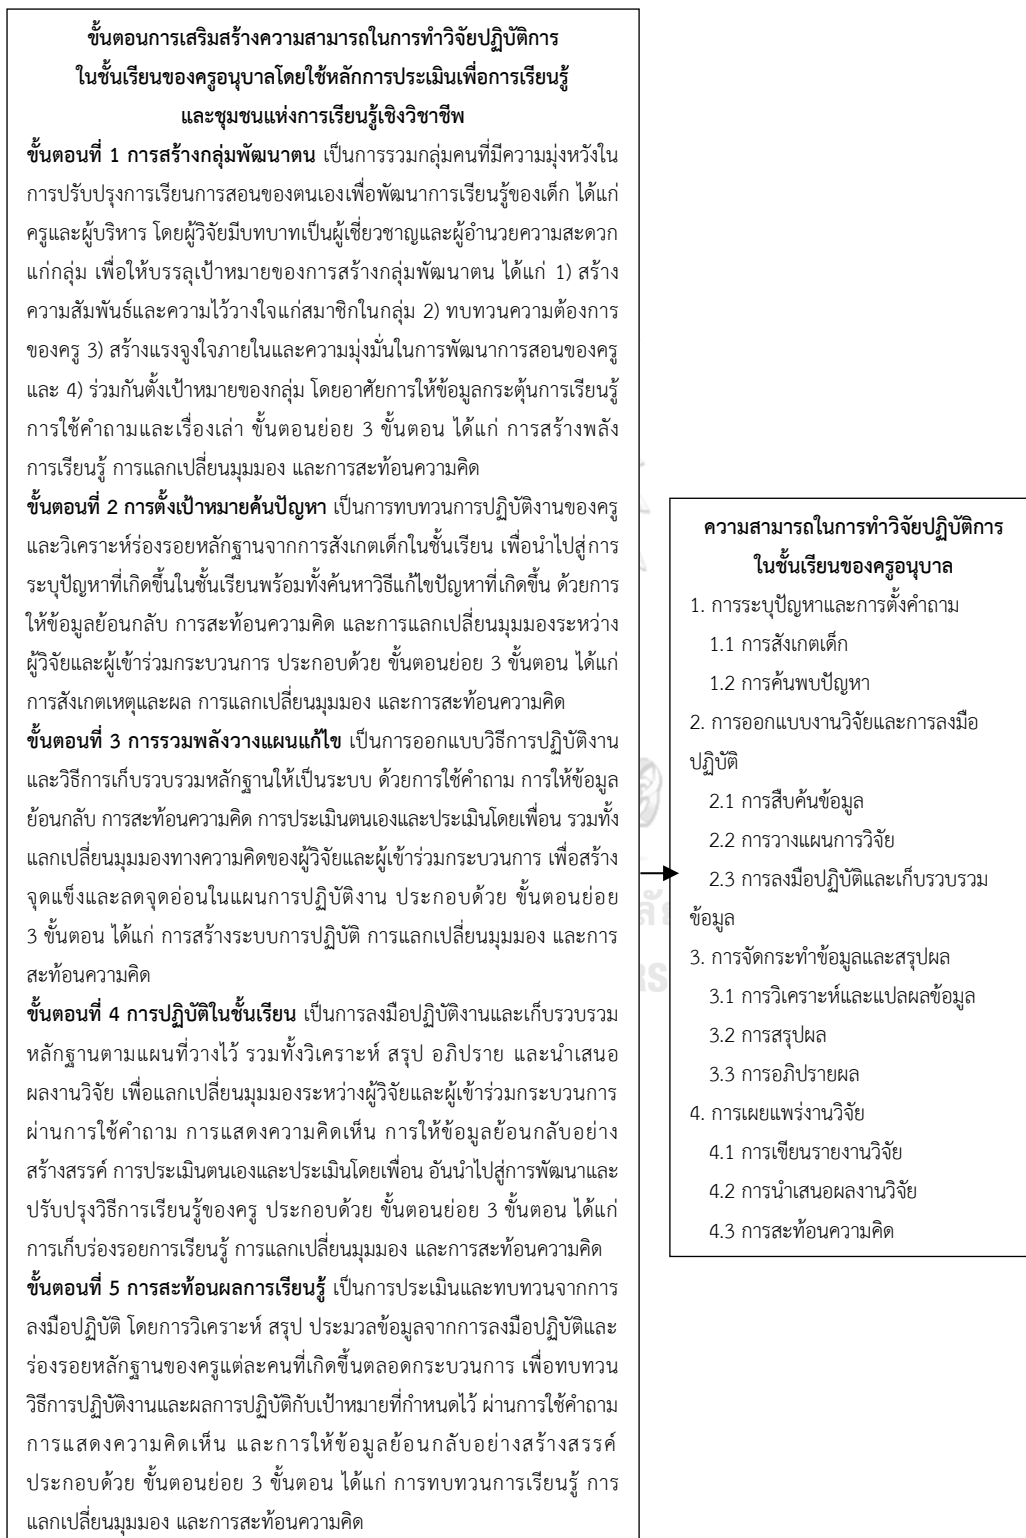 ขั้นตอนการเสริมสร้างความสามารถในการทำวิจัยปฏิบัติการ
ในชั้นเรียนของครูอนุบาลโดยใช้หลักการประเมินเพื่อการเรียนรู้
และชุมชนแห่งการเรียนรู้เชิงวิชาชีพ
ขั้นตอนที่ 1 การสร้างกลุ่มพัฒนาตน เป็นการรวมกลุ่มคนที่มีความมุ่งหวังใน
การปรับปรุงการเรียนการสอนของตนเองเพื่อพัฒนาการเรียนรู้ของเด็ก ได้แก่
ครูและผู้บริหาร โดยผู้วิจัยมีบทบาทเป็นผู้เชี่ยวชาญและผู้อำนวยความสะดวก
แก่กลุ่ม เพื่อให้บรรลุเป้าหมายของการสร้างกลุ่มพัฒนาตน ได้แก่ 1) สร้าง
ความสัมพันธ์และความไว้วางใจแก่สมาชิกในกลุ่ม 2) ทบทวนความต้องการ
ของครู 3) สร้างแรงจูงใจภายในและความมุ่งมั่นในการพัฒนาการสอนของครู
และ 4) ร่วมกันตั้งเป้าหมายของกลุ่ม โดยอาศัยการให้ข้อมูลกระตุ้นการเรียนรู้
การใช้คำถามและเรื่องเล่า ขั้นตอนย่อย 3 ขั้นตอน ได้แก่ การสร้างพลัง
การเรียนรู้ การแลกเปลี่ยนมุมมอง และการสะท้อนความคิด
ขั้นตอนที่ 2 การตั้งเป้าหมายค้นปัญหา เป็นการทบทวนการปฏิบัติงานของครู
และวิเคราะห์ร่องรอยหลักฐานจากการสังเกตเด็กในชั้นเรียน เพื่อนำไปสู่การ
ระบุปัญหาที่เกิดขึ้นในชั้นเรียนพร้อมทั้งค้นหาวิธีแก้ไขปัญหาที่เกิดขึ้น ด้วยการ
ให้ข้อมูลย้อนกลับ การสะท้อนความคิด และการแลกเปลี่ยนมุมมองระหว่าง
ผู้วิจัยและผู้เข้าร่วมกระบวนการ ประกอบด้วย ขั้นตอนย่อย 3 ขั้นตอน ได้แก่
การสังเกตเหตุและผล การแลกเปลี่ยนมุมมอง และการสะท้อนความคิด
ขั้นตอนที่ 3 การรวมพลังวางแผนแก้ไข เป็นการออกแบบวิธีการปฏิบัติงาน
และวิธีการเก็บรวบรวมหลักฐานให้เป็นระบบ ด้วยการใช้คำถาม การให้ข้อมูล
ย้อนกลับ การสะท้อนความคิด การประเมินตนเองและประเมินโดยเพื่อน รวมทั้ง
แลกเปลี่ยนมุมมองทางความคิดของผู้วิจัยและผู้เข้าร่วมกระบวนการ เพื่อสร้าง
จุดแข็งและลดจุดอ่อนในแผนการปฏิบัติงาน ประกอบด้วย ขั้นตอนย่อย
3 ขั้นตอน ได้แก่ การสร้างระบบการปฏิบัติ การแลกเปลี่ยนมุมมอง และการ
สะท้อนความคิด
ขั้นตอนที่ 4 การปฏิบัติในชั้นเรียน เป็นการลงมือปฏิบัติงานและเก็บรวบรวม
หลักฐานตามแผนที่วางไว้ รวมทั้งวิเคราะห์ สรุป อภิปราย และนำเสนอ
ผลงานวิจัย เพื่อแลกเปลี่ยนมุมมองระหว่างผู้วิจัยและผู้เข้าร่วมกระบวนการ
ผ่านการใช้คำถาม การแสดงความคิดเห็น การให้ข้อมูลย้อนกลับอย่าง
สร้างสรรค์ การประเมินตนเองและประเมินโดยเพื่อน อันนำไปสู่การพัฒนาและ
ปรับปรุงวิธีการเรียนรู้ของครู ประกอบด้วย ขั้นตอนย่อย 3 ขั้นตอน ได้แก่
การเก็บร่องรอยการเรียนรู้ การแลกเปลี่ยนมุมมอง และการสะท้อนความคิด
ขั้นตอนที่ 5 การสะท้อนผลการเรียนรู้ เป็นการประเมินและทบทวนจากการ
ลงมือปฏิบัติ โดยการวิเคราะห์ สรุป ประมวลข้อมูลจากการลงมือปฏิบัติและ
ร่องรอยหลักฐานของครูแต่ละคนที่เกิดขึ้นตลอดกระบวนการ เพื่อทบทวน
วิธีการปฏิบัติงานและผลการปฏิบัติกับเป้าหมายที่กำหนดไว้ ผ่านการใช้คำถาม
การแสดงความคิดเห็น และการให้ข้อมูลย้อนกลับอย่างสร้างสรรค์
ประกอบด้วย ขั้นตอนย่อย 3 ขั้นตอน ได้แก่ การทบทวนการเรียนรู้ การ
แลกเปลี่ยนมุมมอง และการสะท้อนความคิด
ความสามารถในการทำวิจัยปฏิบัติการ
ในชั้นเรียนของครูอนุบาล
1. การระบุปัญหาและการตั้งคำถาม
1.1 การสังเกตเด็ก
1.2 การค้นพบปัญหา
2. การออกแบบงานวิจัยและการลงมือ
ปฏิบัติ
2.1 การสืบค้นข้อมูล
2.2 การวางแผนการวิจัย
2.3 การลงมือปฏิบัติและเก็บรวบรวม
ข้อมูล
3. การจัดกระทำข้อมูลและสรุปผล
3.1 การวิเคราะห์และแปลผลข้อมูล
3.2 การสรุปผล
3.3 การอภิปรายผล
4. การเผยแพร่งานวิจัย
4.1 การเขียนรายงานวิจัย
4.2 การนำเสนอผลงานวิจัย
4.3 การสะท้อนความคิด